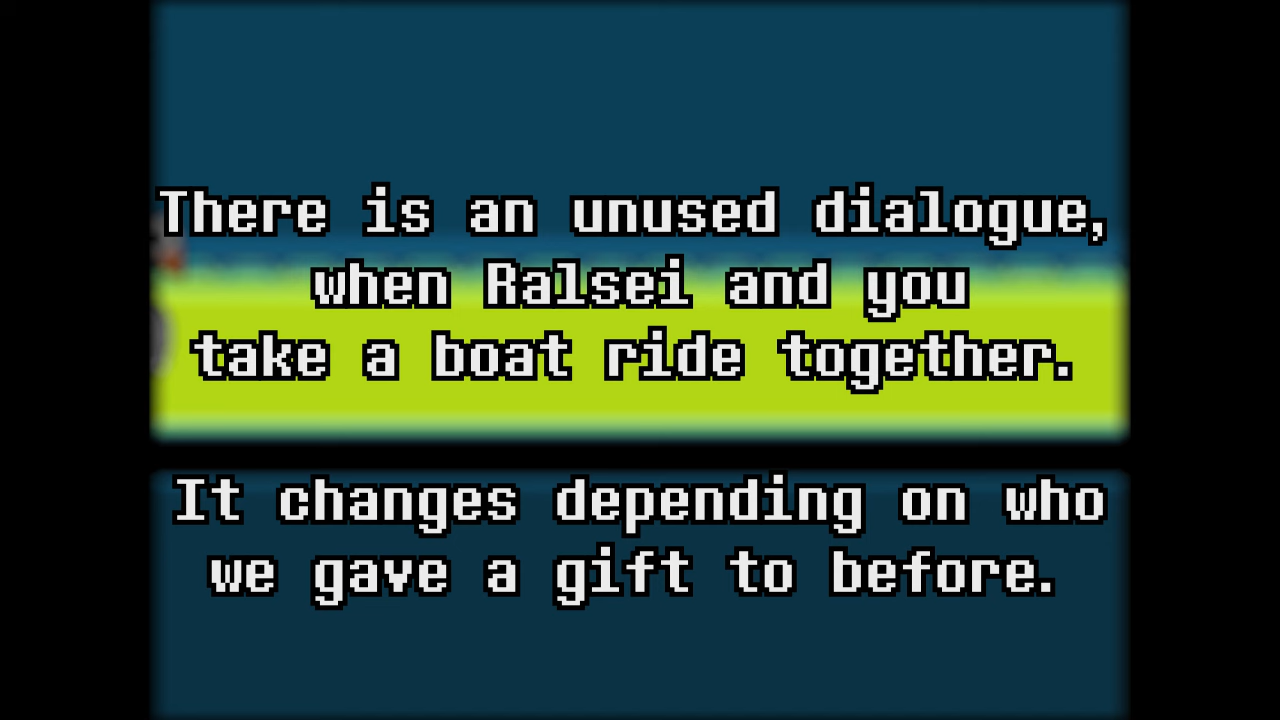 There is an unused dialogue,
when Ralsei and you
take a boat ride together.
It changes depending on who
we gave a gift to before.